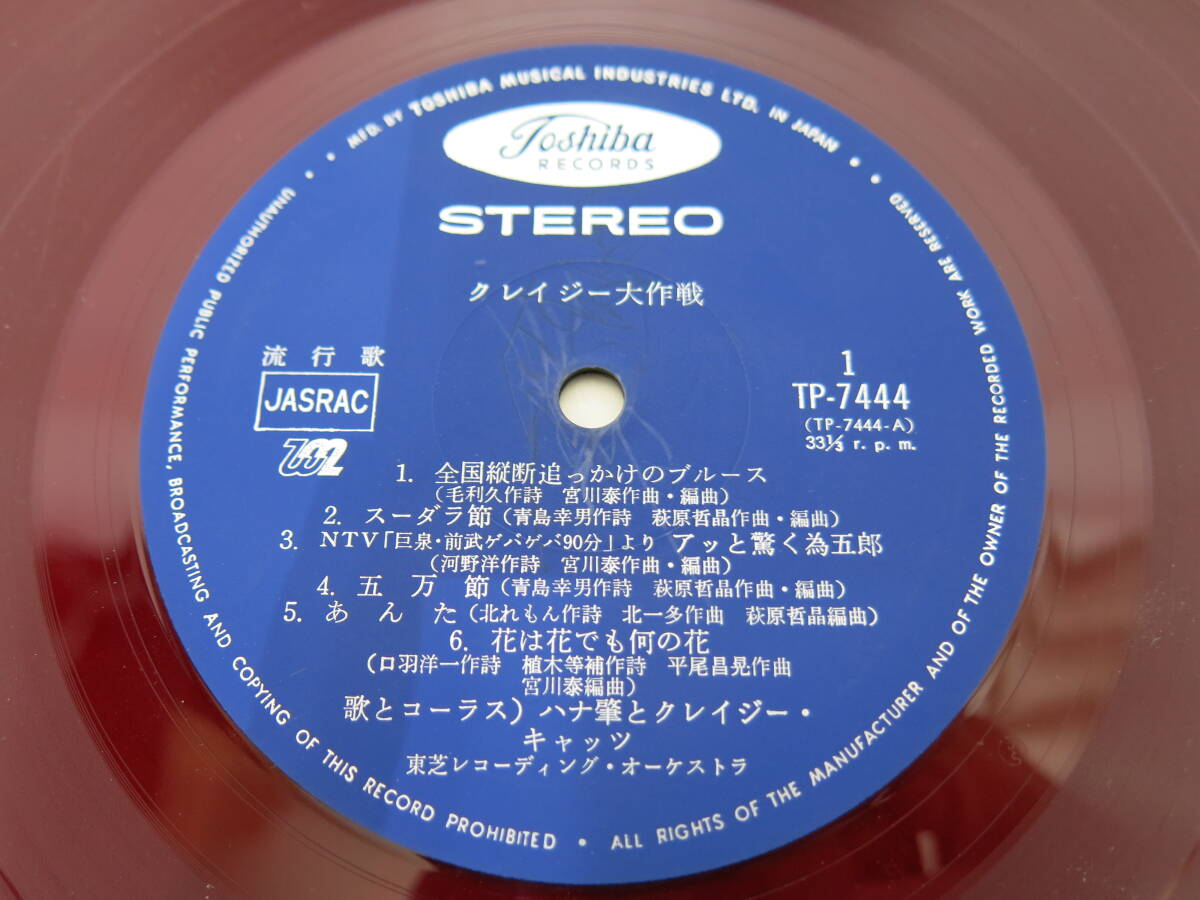 MFD. BY TOSHIBA MUSICAL INDUSTRIES LTD. IN JAPAN
Toshiba
RECORDS
STEREO
クレイジー大作戦
流行歌
JASRAC
1
TP-7444
(TP-7444-A)
33⅓ r. p. m.
1. 全国縦断追っかけのブルース
(毛利久作詩 宮川泰作曲・編曲)
2. スーダラ節(青島幸男作詩 萩原哲晶作曲・編曲)
3. NTV「巨泉・前武ゲバゲバ90分」より アッと驚く為五郎
(河野洋作詩 宮川泰作曲・編曲)
4. 五万節(青島幸男作詩 萩原哲晶作曲・編曲)
5. あんた(北れもん作詩 北一多作曲 萩原哲晶編曲)
6. 花は花でも何の花
(口羽洋一作詩 植木等補作詩 平尾昌晃作曲
宮川泰編曲)
歌とコーラス)ハナ肇とクレイジー・
キャッツ
東芝レコーディング・オーケストラ
UNAUTHORIZED PUBLIC PERFORMANCE, BROADCASTING AND COPYING OF THIS RECORD PROHIBITED • ALL RIGHTS OF THE MANUFACTURER AND OF THE OWNER OF THE RECORDED WORK ARE RESERVED